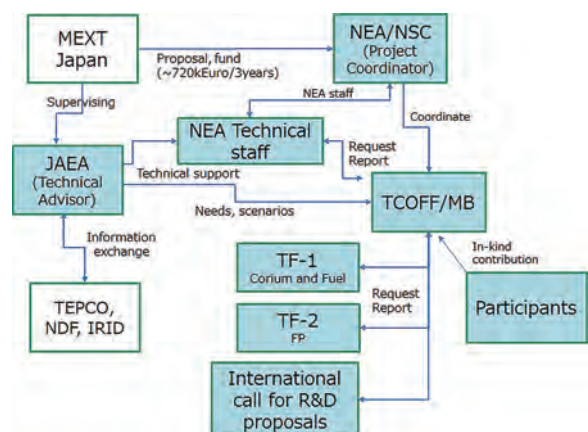 MEXT
Japan
Proposal, fund
(~720kEuro/3years)
NEA/NSC
(Project
Coordinator)
Supervising
NEA staff
Coordinate
NEA Technical
staff
Request
Report
JAEA
(Technical
Advisor)
Technical support
Needs, scenarios
TCOFF/MB
Information
exchange
In-kind
contribution
TF-1
Corium and Fuel
Request
Report
TEPCO,
NDF, IRID
TF-2
FP
Participants
International
call for R&D
proposals